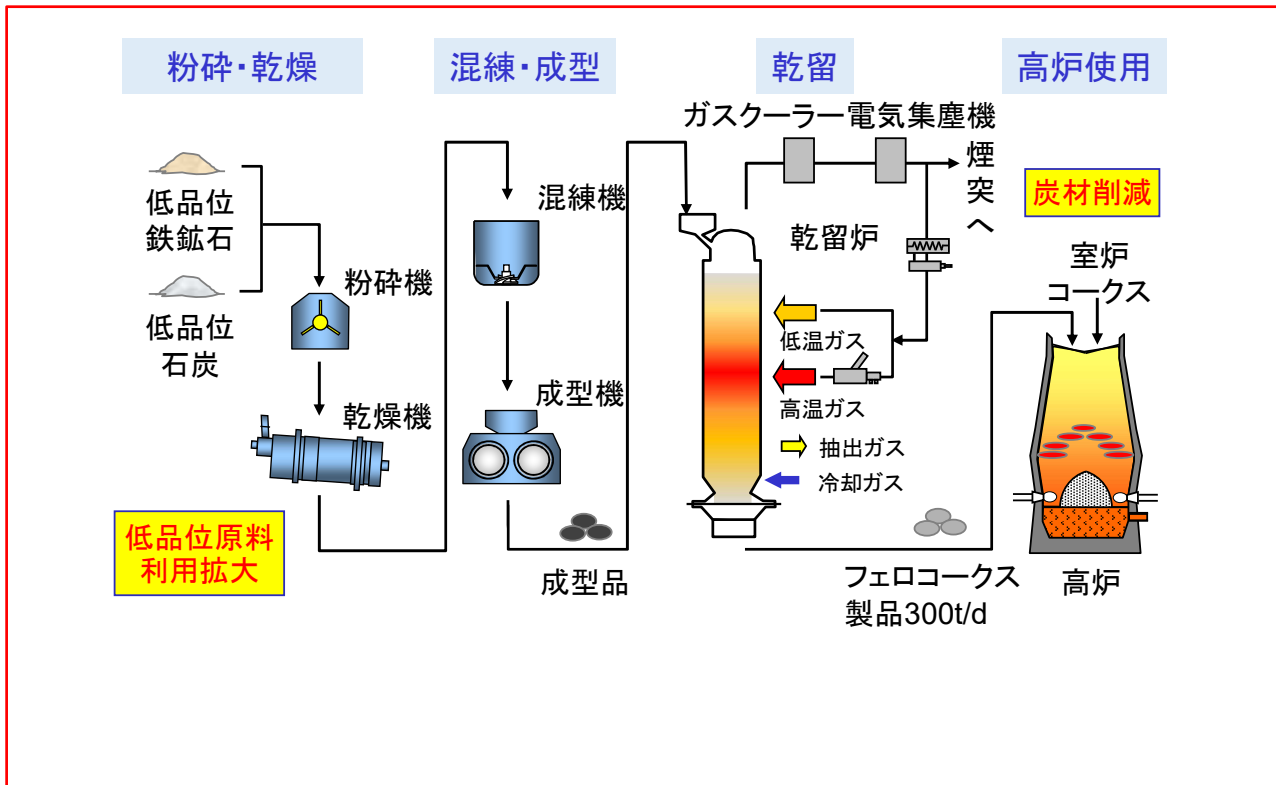 粉砕・乾燥
混練・成型
乾留
高炉使用
低品位
鉄鉱石
低品位
石炭
粉砕機
乾燥機
低品位原料
利用拡大
混練機
成型機
成型品
ガスクーラー
電気集塵機
煙突へ
乾留炉
低温ガス
高温ガス
抽出ガス
冷却ガス
フェロコークス
製品300t/d
炭材削減
室炉
コークス
高炉